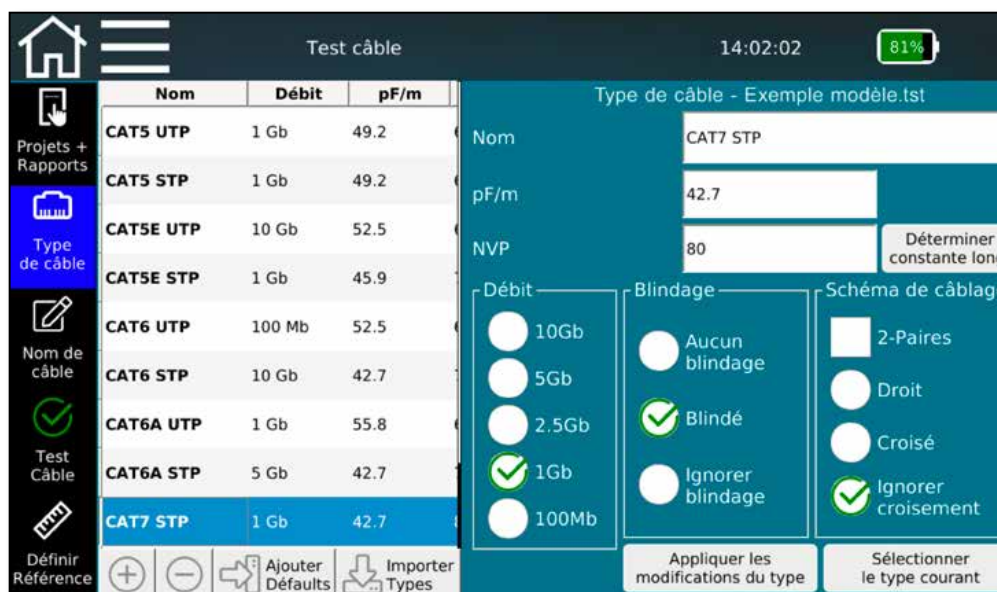 Test câble 14:02:02 81%
Projets +
Rapports
Type
de câble
Nom de
câble
Test
Câble
Définir
Référence
Nom Débit pF/m
CAT5 UTP 1 Gb 49.2
CAT5 STP 1 Gb 49.2
CAT5E UTP 10 Gb 52.5
CAT5E STP 1 Gb 45.9
CAT6 UTP 100 Mb 52.5
CAT6 STP 10 Gb 42.7
CAT6A UTP 1 Gb 55.8
CAT6A STP 5 Gb 42.7
CAT7 STP 1 Gb 42.7
Ajouter
Défaults
Importer
Types
Type de câble - Exemple modèle.tst
Nom CAT7 STP
pF/m 42.7
NVP 80
Déterminer
constante long
Débit
10Gb
5Gb
2.5Gb
1Gb
100Mb
Blindage
Aucun
blindage
Blindé
Ignorer
blindage
Schéma de câblag
2-Paires
Droit
Croisé
Ignorer
croisement
Appliquer les
modifications du type
Sélectionner
le type courant